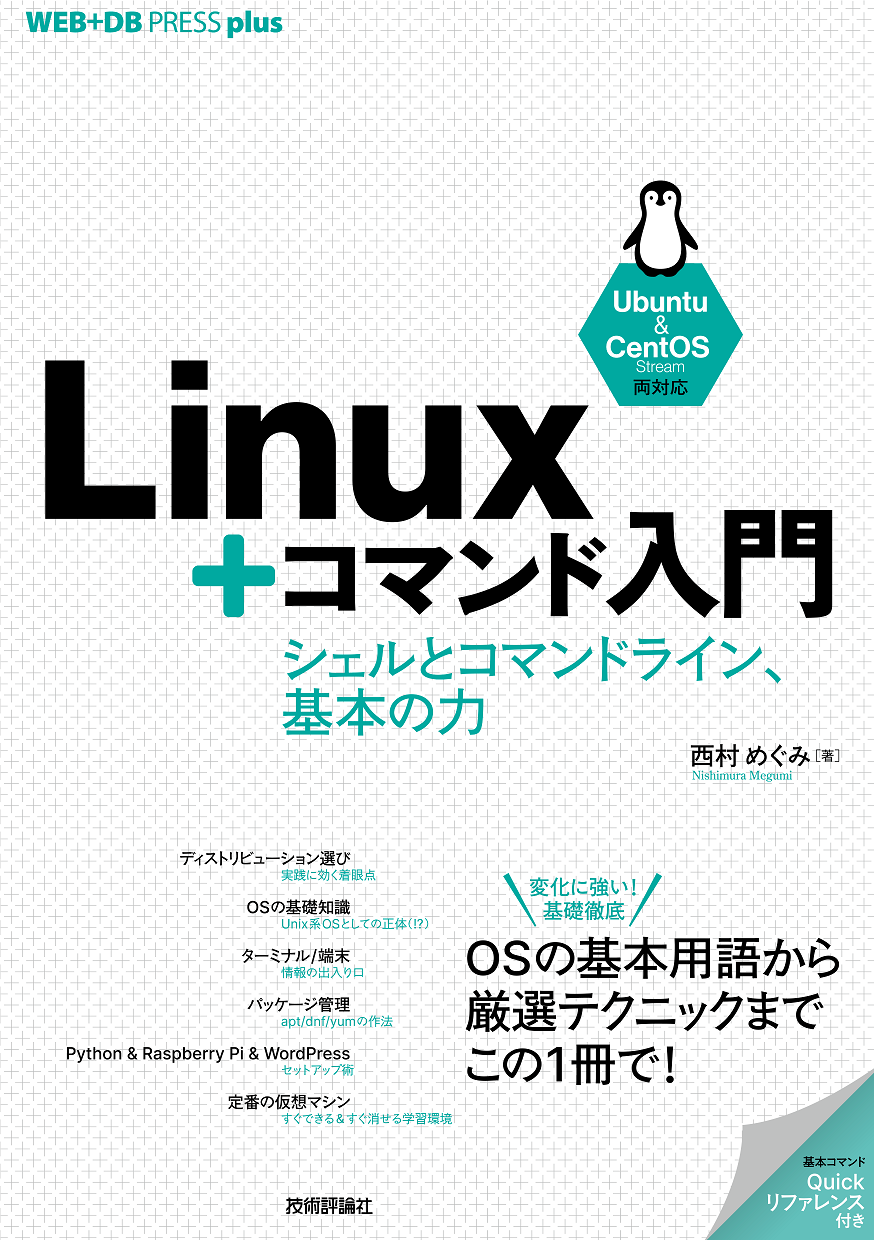 WEB+DB PRESS plus
Ubuntu
&
CentOS
Stream
両対応
Linux
+コマンド入門
シェルとコマンドライン、
基本の力
西村 めぐみ [著]
Nishimura Megumi
ディストリビューション選び
実践に効く着眼点
OSの基礎知識
Unix系OSとしての正体(!?)
ターミナル/端末
情報の出入り口
パッケージ管理
apt/dnf/yumの作法
Python & Raspberry Pi & WordPress
セットアップ術
定番の仮想マシン
すぐできる&すぐ消せる学習環境
変化に強い!
基礎徹底
OSの基本用語から
厳選テクニックまで
この1冊で!
基本コマンド
Quick
リファレンス
付き
技術評論社